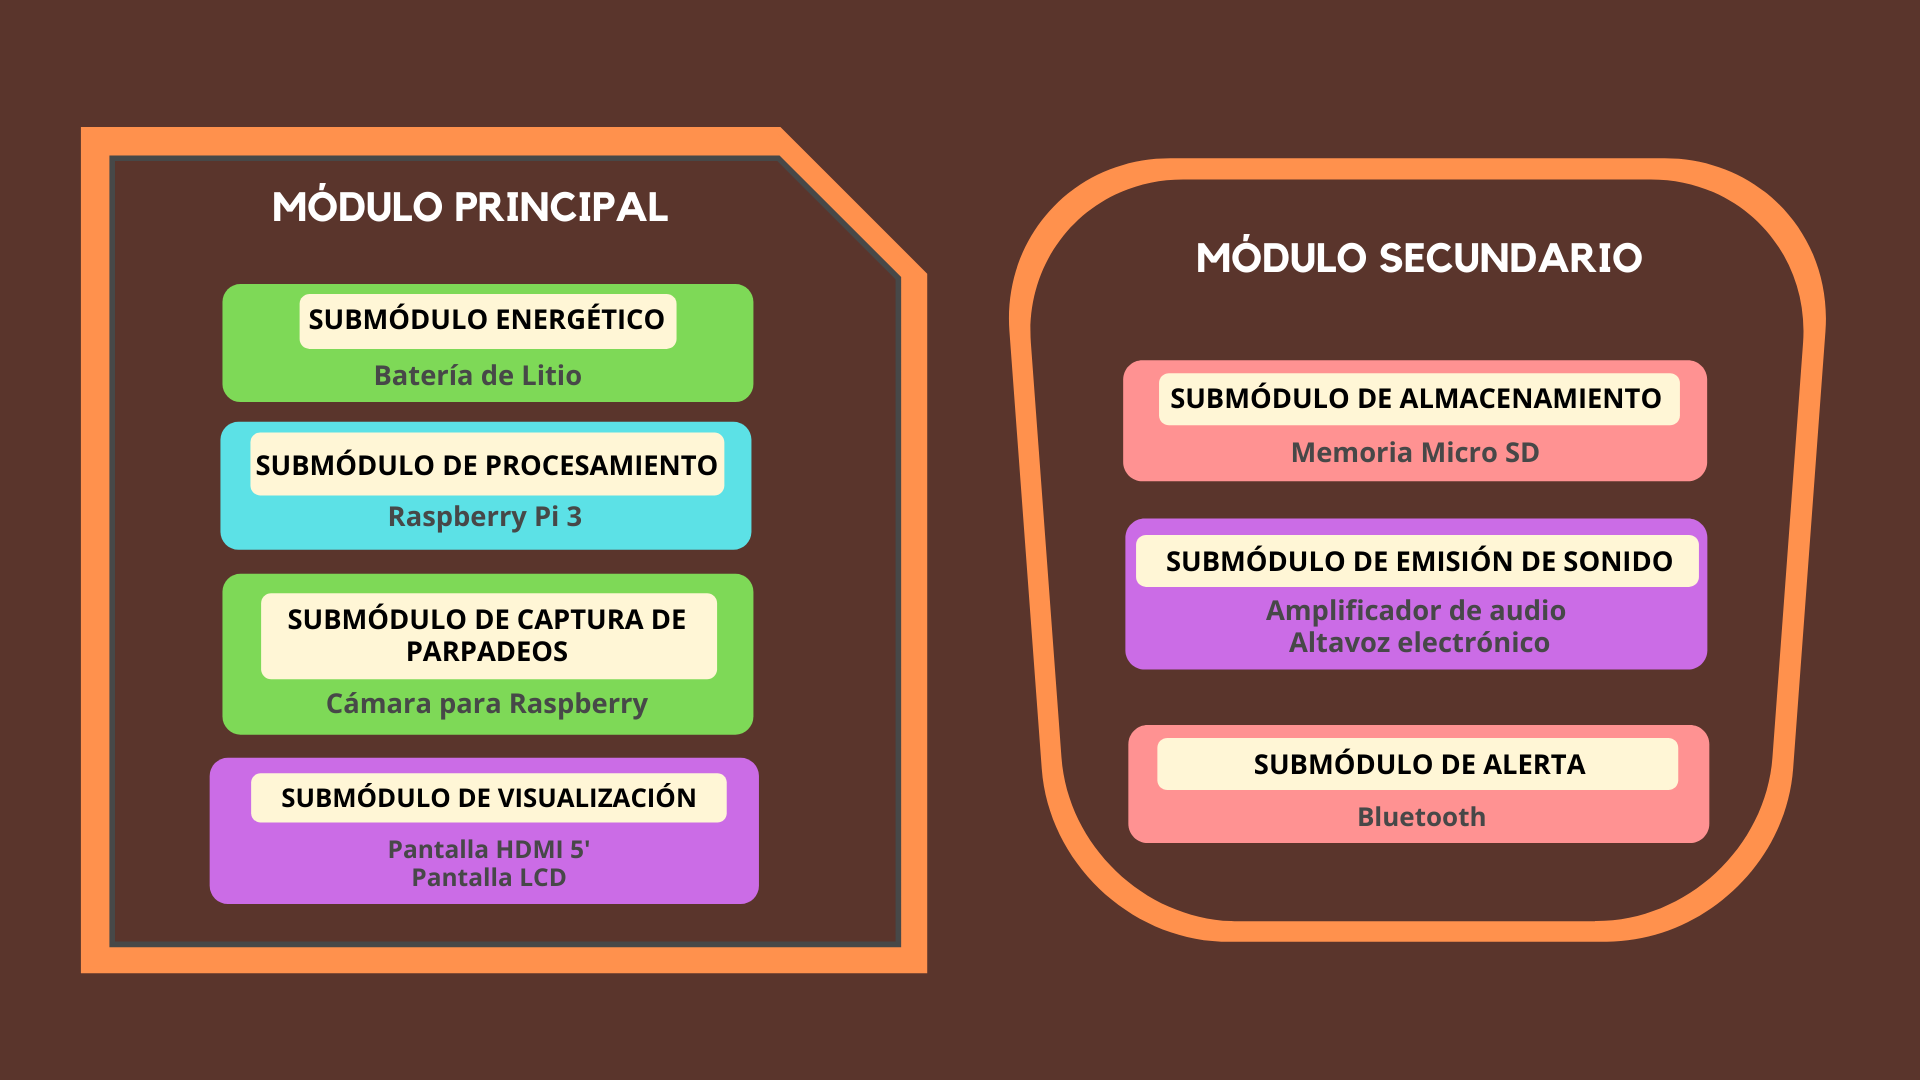 MÓDULO PRINCIPAL
SUBMÓDULO ENERGÉTICO
Batería de Litio
SUBMÓDULO DE PROCESAMIENTO
Raspberry Pi 3
SUBMÓDULO DE CAPTURA DE
PARPADEOS
Cámara para Raspberry
SUBMÓDULO DE VISUALIZACIÓN
Pantalla HDMI 5'
Pantalla LCD
MÓDULO SECUNDARIO
SUBMÓDULO DE ALMACENAMIENTO
Memoria Micro SD
SUBMÓDULO DE EMISIÓN DE SONIDO
Amplificador de audio
Altavoz electrónico
SUBMÓDULO DE ALERTA
Bluetooth